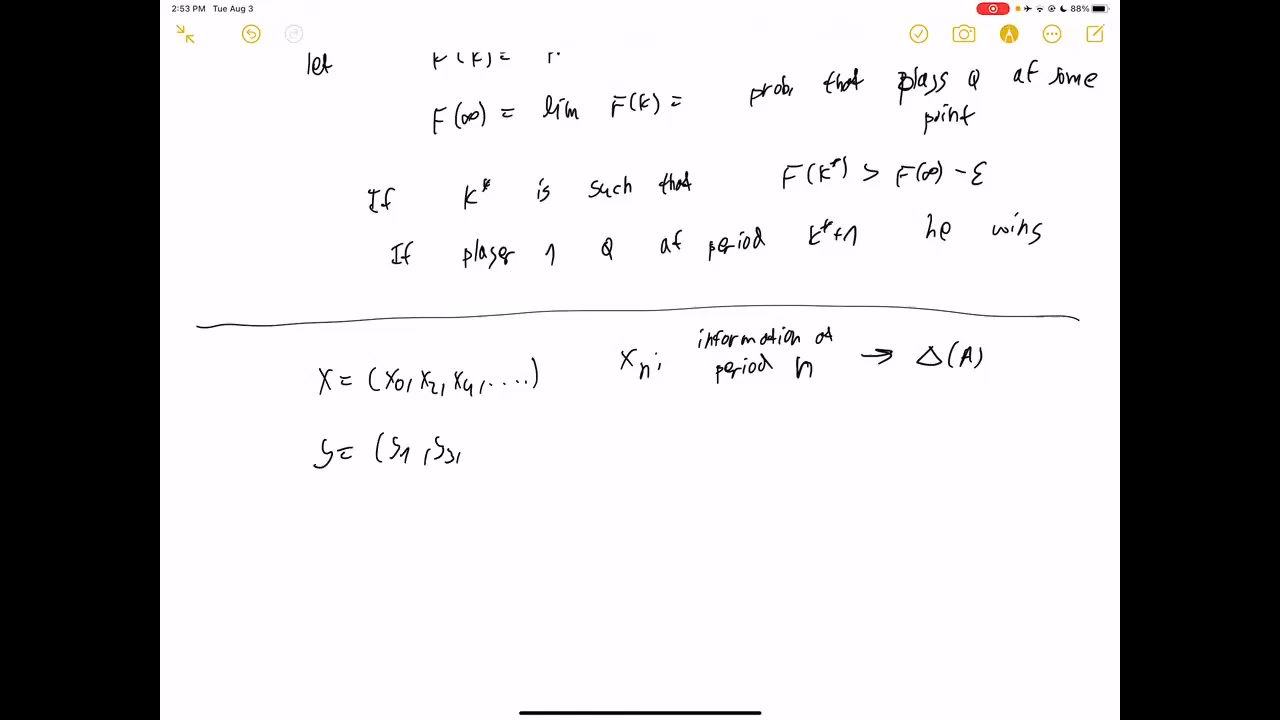 2:53 PM Tue Aug 3
88%
let
F(∞) = lim F(k) = prob. that plays Q at some point
If k* is such that F(k*) > F(∞) - ε
If player 1 Q at period k*+1 he wins
X = (x0, x2, x4, ....) xn: information at period n → Δ(A)
y = (y1, y3,